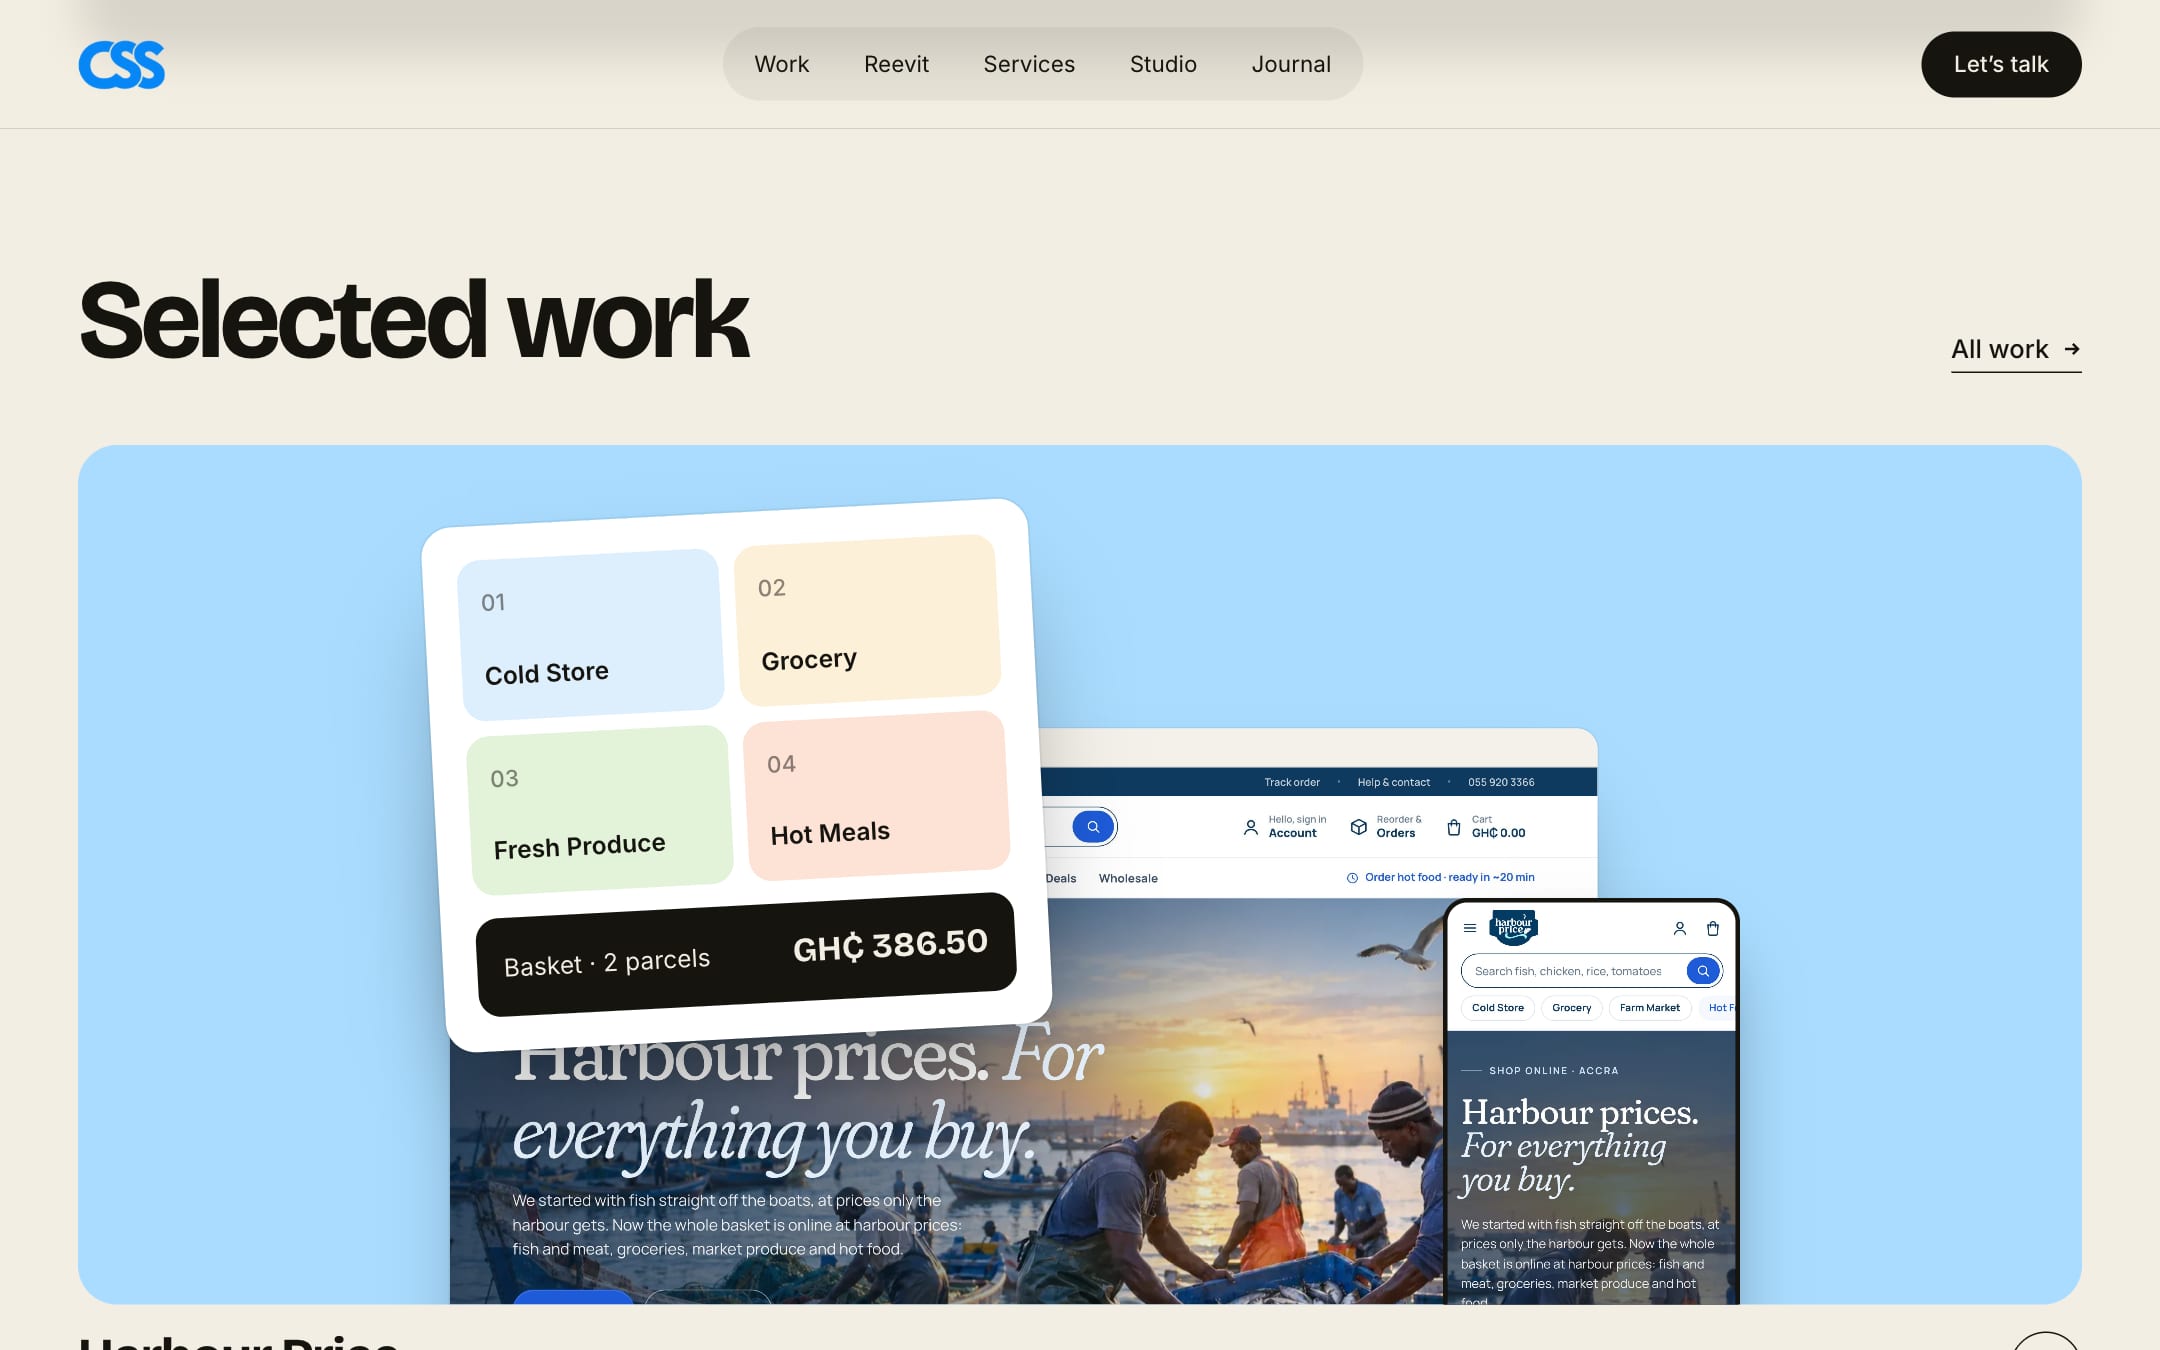 CSS
Work
Reevit
Services
Studio
Journal
Let's talk
Selected work
All work →
01
Cold Store
02
Grocery
03
Fresh Produce
04
Hot Meals
Basket · 2 parcels
GH₵ 386.50
Track order · Help & contact · 055 920 3366
Hello, sign in
Account
Reorder &
Orders
Cart
GH₵ 0.00
Deals
Wholesale
Order hot food · ready in ~20 min
Harbour prices. For
everything you buy.
We started with fish straight off the boats, at prices only the
harbour gets. Now the whole basket is online at harbour prices:
fish and meat, groceries, market produce and hot food.
harbour
price
Search fish, chicken, rice, tomatoes
Cold Store
Grocery
Farm Market
Hot F
SHOP ONLINE · ACCRA
Harbour prices.
For everything
you buy.
We started with fish straight off the boats, at
prices only the harbour gets. Now the whole
basket is online at harbour prices: fish and
meat, groceries, market produce and hot
food.
Harbour Price